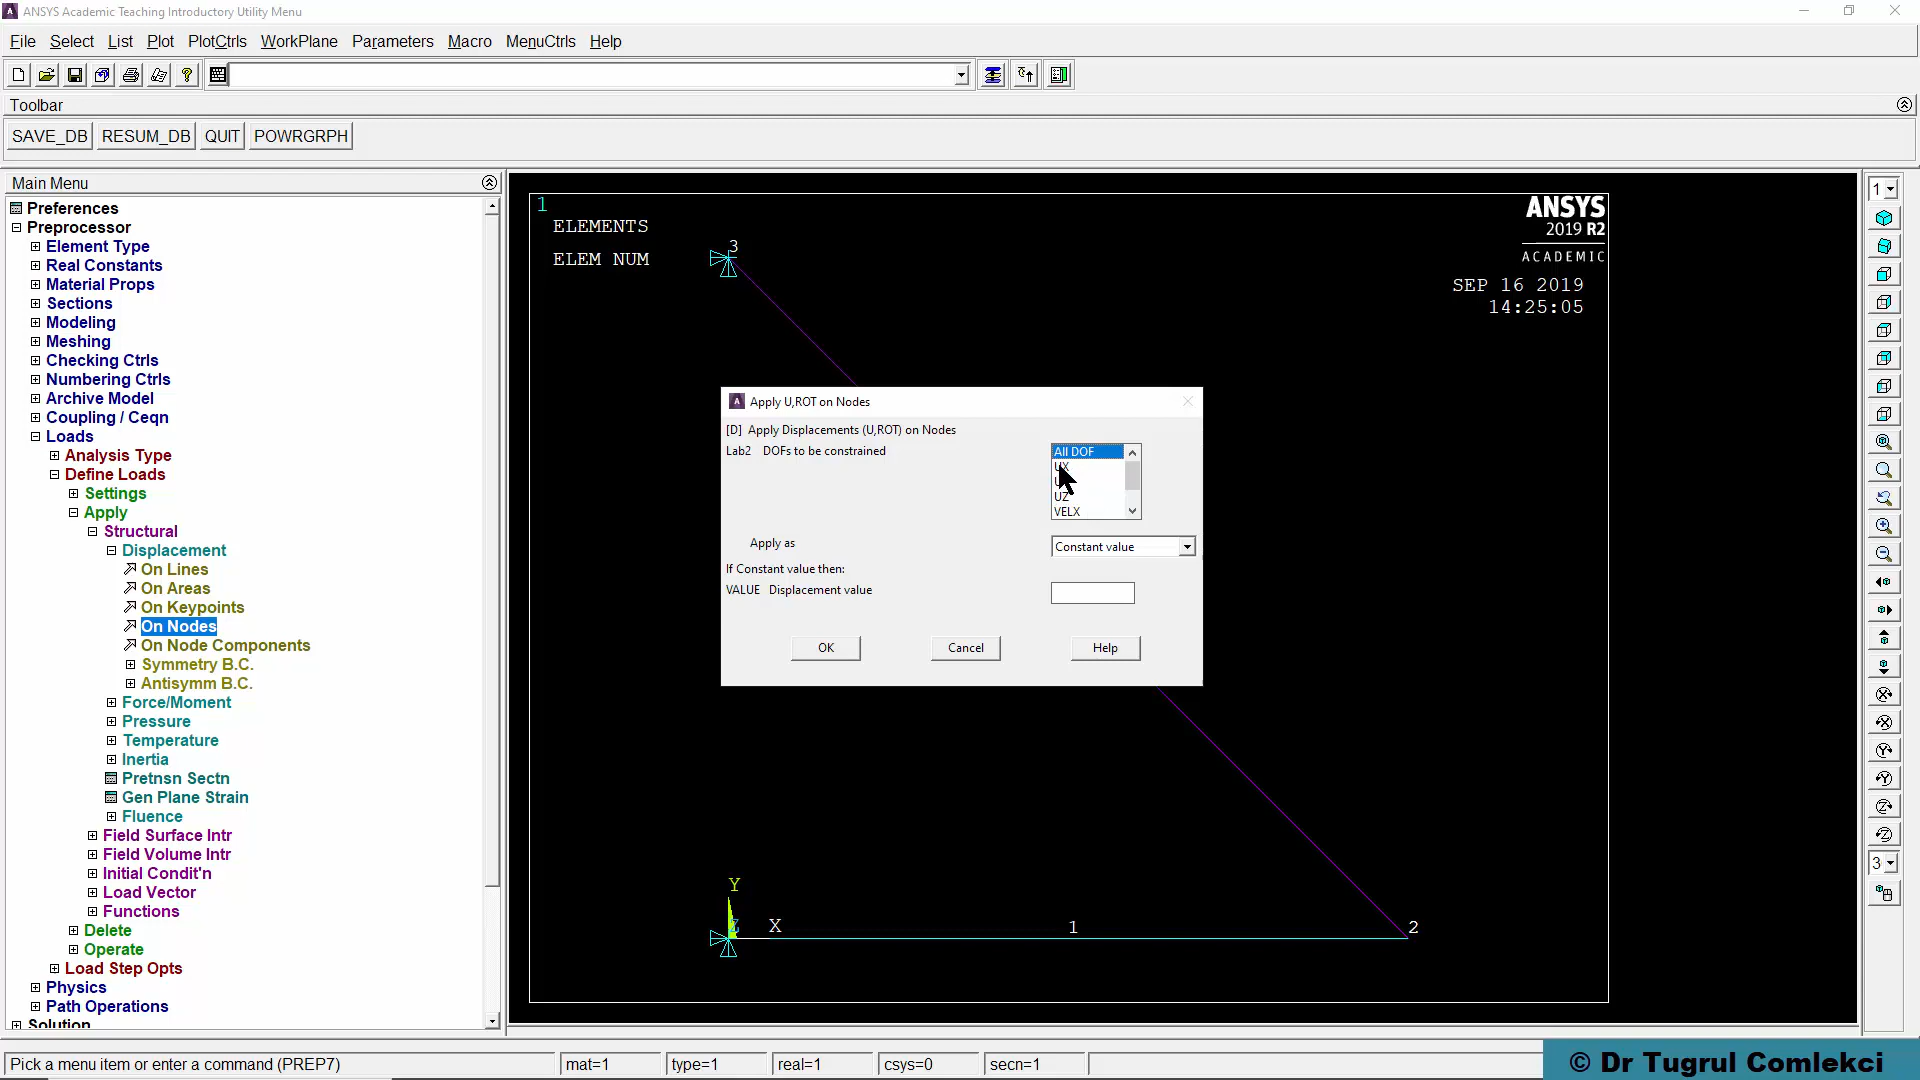 ANSYS Academic Teaching Introductory Utility Menu
File Select List Plot PlotCtrls WorkPlane Parameters Macro MenuCtrls Help
Toolbar
SAVE_DB RESUM_DB QUIT POWRGRPH
Main Menu
Preferences
Preprocessor
Element Type
Real Constants
Material Props
Sections
Modeling
Meshing
Checking Ctrls
Numbering Ctrls
Archive Model
Coupling / Ceqn
Loads
Analysis Type
Define Loads
Settings
Apply
Structural
Displacement
On Lines
On Areas
On Keypoints
On Nodes
On Node Components
Symmetry B.C.
Antisymm B.C.
Force/Moment
Pressure
Temperature
Inertia
Pretnsn Sectn
Gen Plane Strain
Fluence
Field Surface Intr
Field Volume Intr
Initial Condit'n
Load Vector
Functions
Delete
Operate
Load Step Opts
Physics
Path Operations
Solution
1
ELEMENTS
ELEM NUM
3
ANSYS
2019 R2
ACADEMIC
SEP 16 2019
14:25:05
Apply U,ROT on Nodes
[D] Apply Displacements (U,ROT) on Nodes
Lab2 DOFs to be constrained
All DOF
UX
UZ
VELX
Apply as
Constant value
If Constant value then:
VALUE Displacement value
OK Cancel Help
Y
Z
X
1
2
1
3
Pick a menu item or enter a command (PREP7)
mat=1
type=1
real=1
csys=0
secn=1
© Dr Tugrul Comlekci